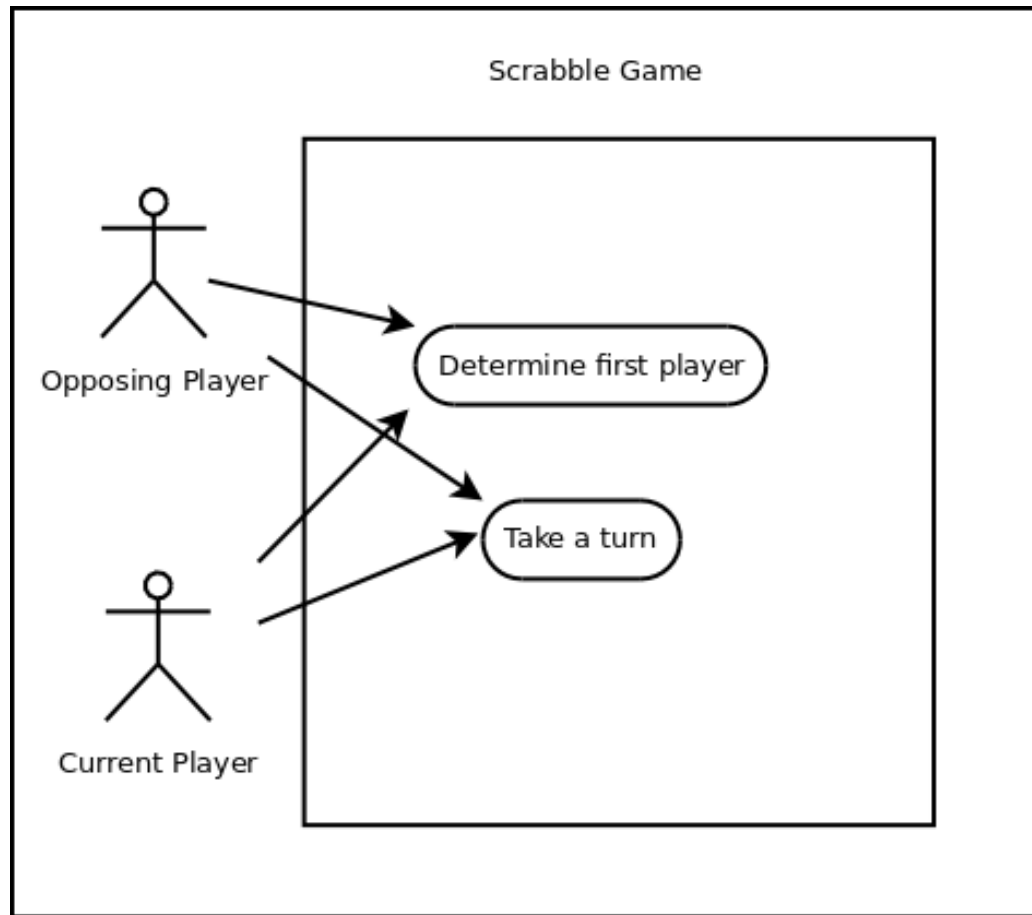 Scrabble Game
Opposing Player
Determine first player
Take a turn
Current Player